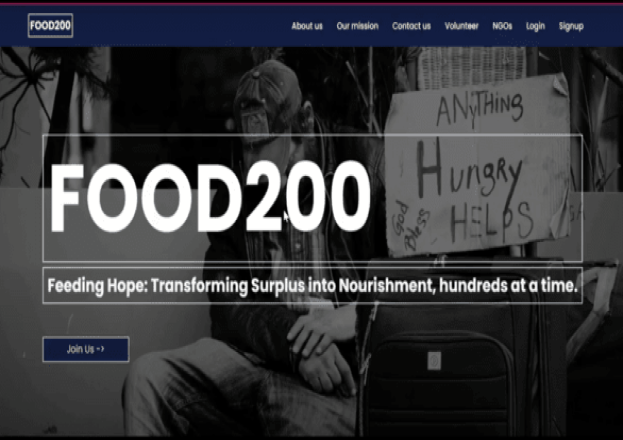 FOOD200
About us Our mission Contact us Volunteer NGOs Login Signup
ANYTHING
Hungry
HELPS
God
Bless
FOOD200
Feeding Hope: Transforming Surplus into Nourishment, hundreds at a time.
Join Us ->